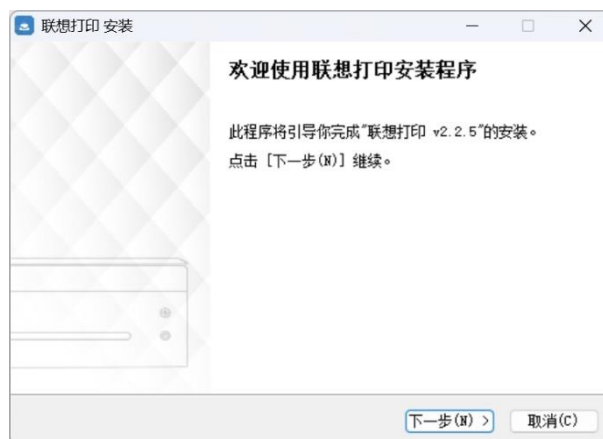 联想打印 安装
欢迎使用联想打印安装程序
此程序将引导你完成"联想打印 v2.2.5"的安装。
点击 [下一步(N)] 继续。
下一步(N) >
取消(C)